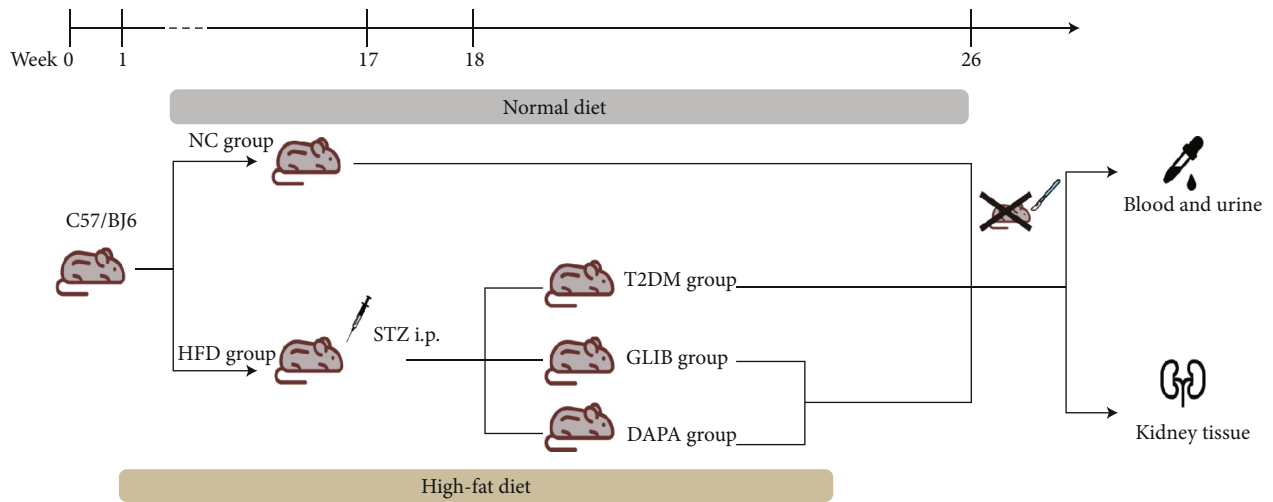 Week 0
1
17
18
26
Normal diet
NC group
C57/BJ6
Blood and urine
T2DM group
STZ i.p.
HFD group
GLIB group
DAPA group
Kidney tissue
High-fat diet